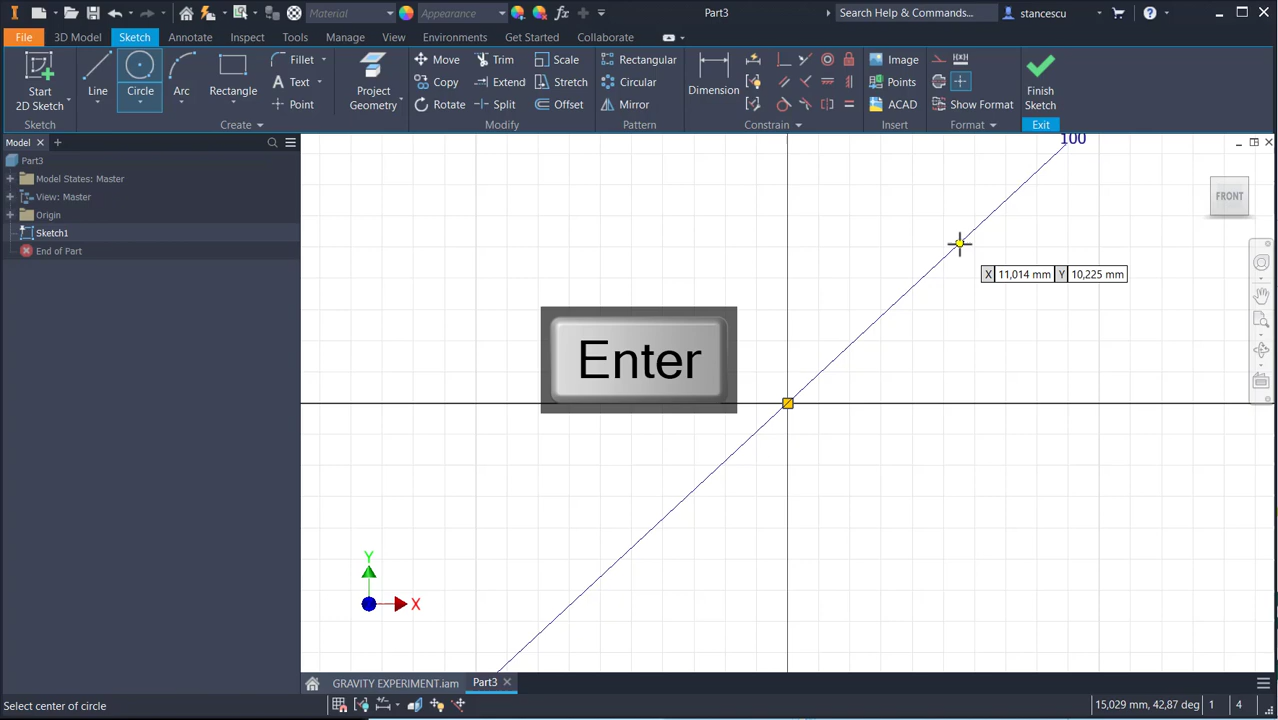 Material
Appearance
Part3
Search Help & Commands...
stancescu
File
3D Model
Sketch
Annotate
Inspect
Tools
Manage
View
Environments
Get Started
Collaborate
Start
2D Sketch
Line
Circle
Arc
Rectangle
Fillet
Text
Point
Project
Geometry
Move
Trim
Scale
Copy
Extend
Stretch
Rotate
Split
Offset
Rectangular
Circular
Mirror
Dimension
Image
Points
ACAD
Show Format
Finish
Sketch
Sketch
Create
Modify
Pattern
Constrain
Insert
Format
Exit
Model
Part3
Model States: Master
View: Master
Origin
Sketch1
End of Part
100
FRONT
X 11,014 mm Y 10,225 mm
Enter
Y
X
GRAVITY EXPERIMENT.iam
Part3
Select center of circle
15,029 mm, 42,87 deg 1 4